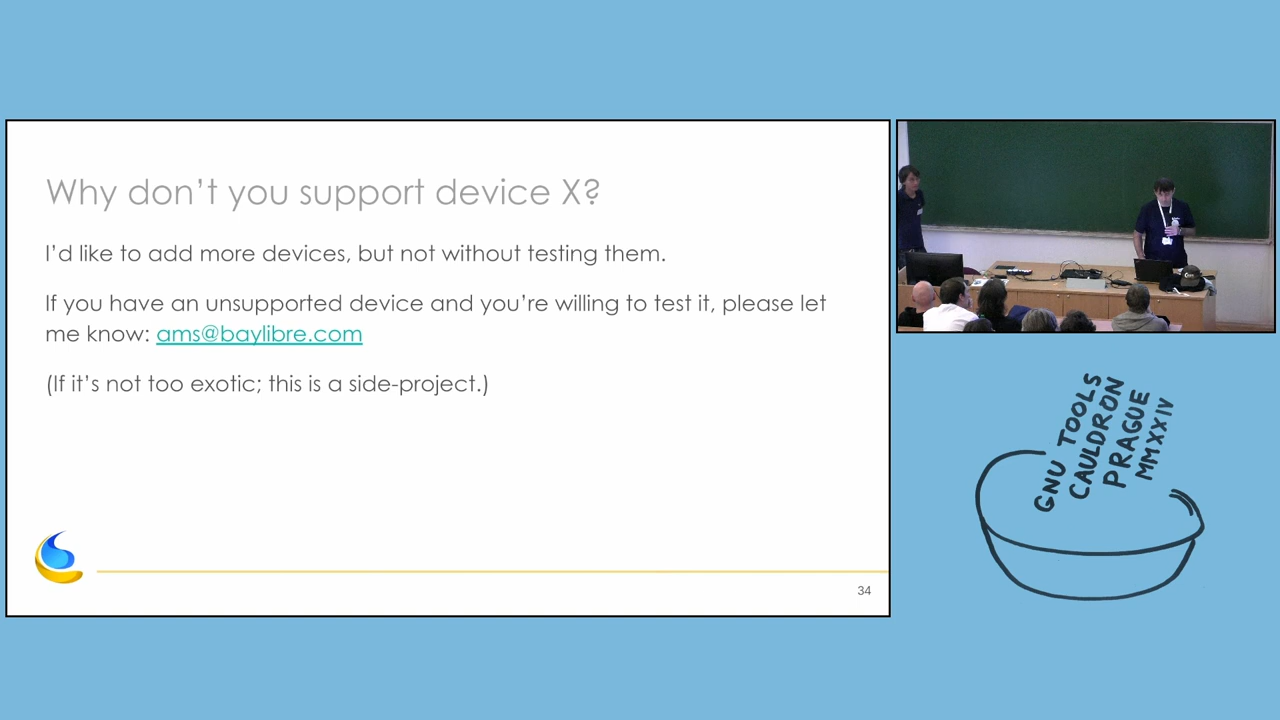 Why don’t you support device X?
I’d like to add more devices, but not without testing them.
If you have an unsupported device and you’re willing to test it, please let
me know: ams@baylibre.com
(If it’s not too exotic; this is a side-project.)
34
GNU TOOLS
CAULDRON
PRAGUE
MMXXIV